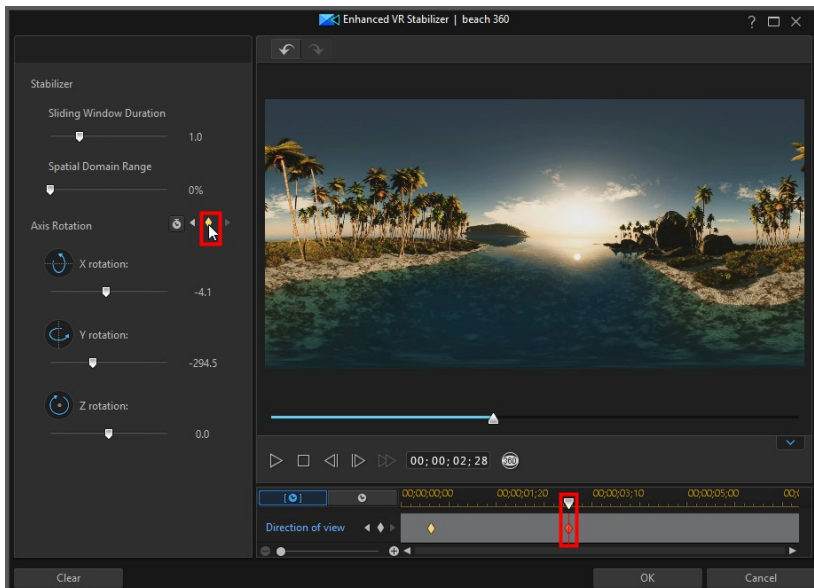 Enhanced VR Stabilizer | beach 360
?
Stabilizer
Sliding Window Duration
1.0
Spatial Domain Range
0%
Axis Rotation
X rotation:
-4.1
Y rotation:
-294.5
Z rotation:
0.0
00; 00; 02; 28
360
00;00;00;00 00;00;01;20 00;00;03;10 00;00;05;00 00;
Direction of view
Clear OK Cancel